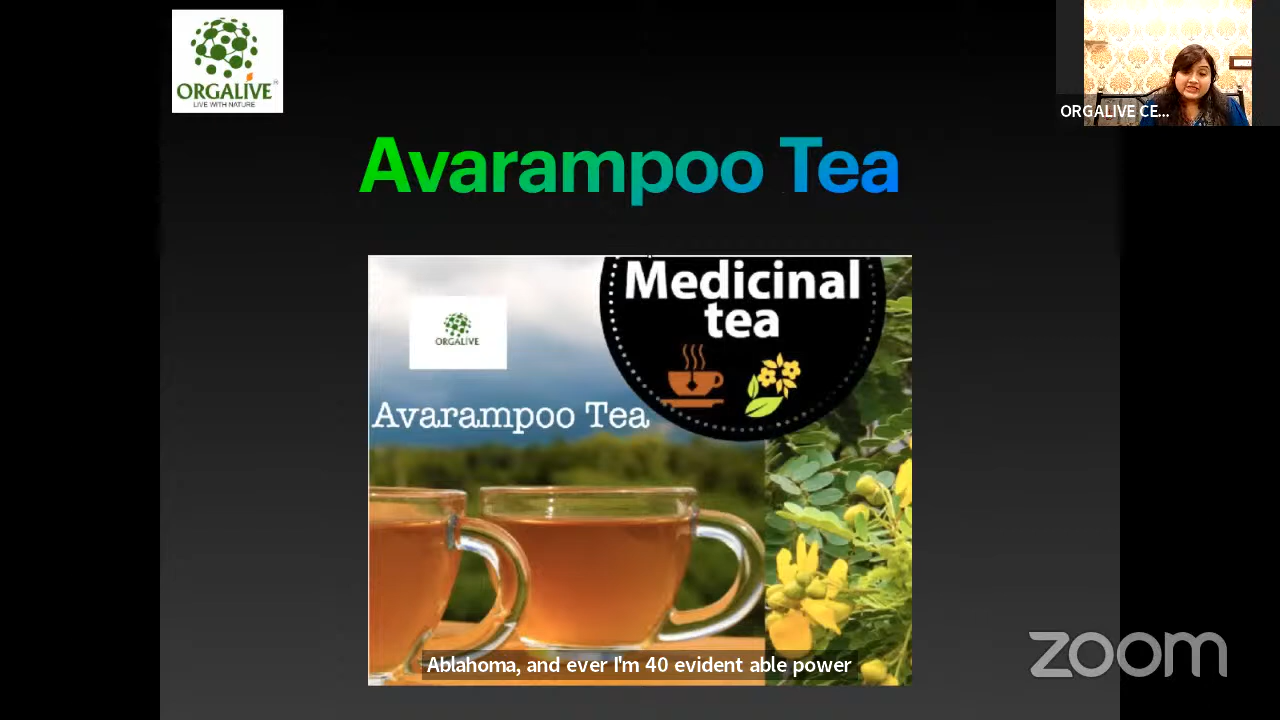 ORGALIVE
LIVE WITH NATURE
ORGALIVE CE...
Avarampoo Tea
Medicinal
tea
ORGALIVE
Avarampoo Tea
Ablahoma, and ever I'm 40 evident able power
zoom